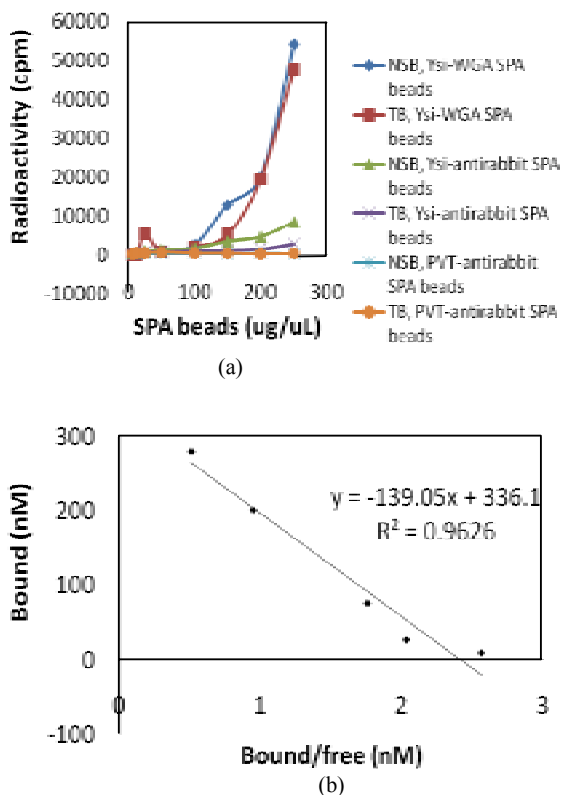 60000
50000
40000
30000
20000
10000
0
-10000
0
100
200
300
Radioactivity (cpm)
SPA beads (ug/uL)
NSB, Ysi-WGA SPA
beads
TB, Ysi-WGA SPA
beads
NSB, Ysi-antirabbit SPA
beads
TB, Ysi-antirabbit SPA
beads
NSB, PVT-antirabbit
SPA beads
TB, PVT-antirabbit SPA
beads
(a)
300
200
100
0
-100
0
1
2
3
Bound (nM)
y = -139.05x + 336.1
R² = 0.9626
Bound/free (nM)
(b)